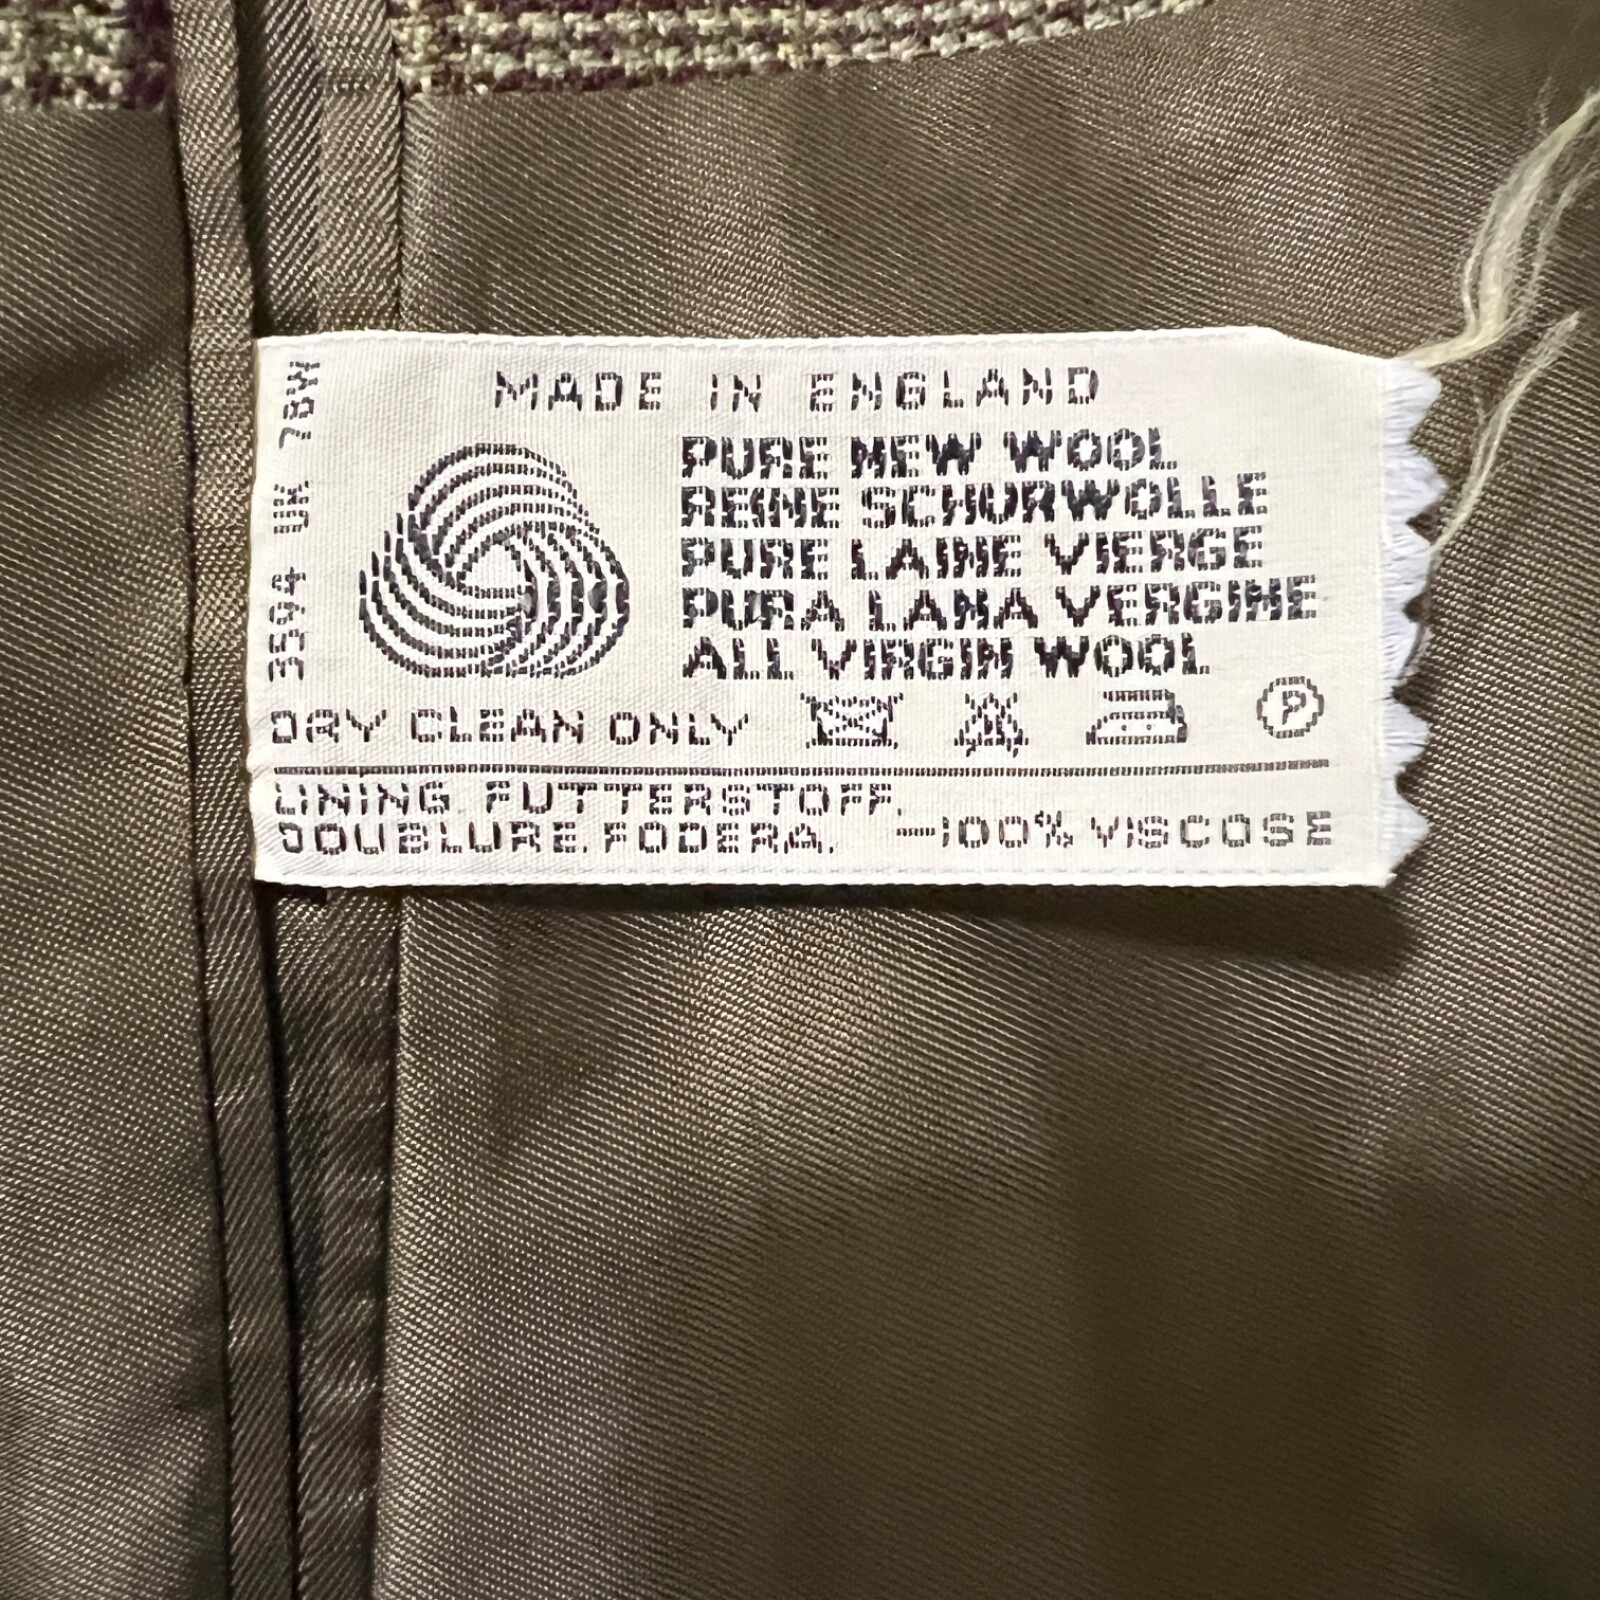 MADE IN ENGLAND
3594 UK 78W
PURE NEW WOOL
REINE SCHURWOLLE
PURE LAINE VIERGE
PURA LANA VERGINE
ALL VIRGIN WOOL
DRY CLEAN ONLY P
LINING. FUTTERSTOFF.
DOUBLURE. FODERA. —100% VISCOSE